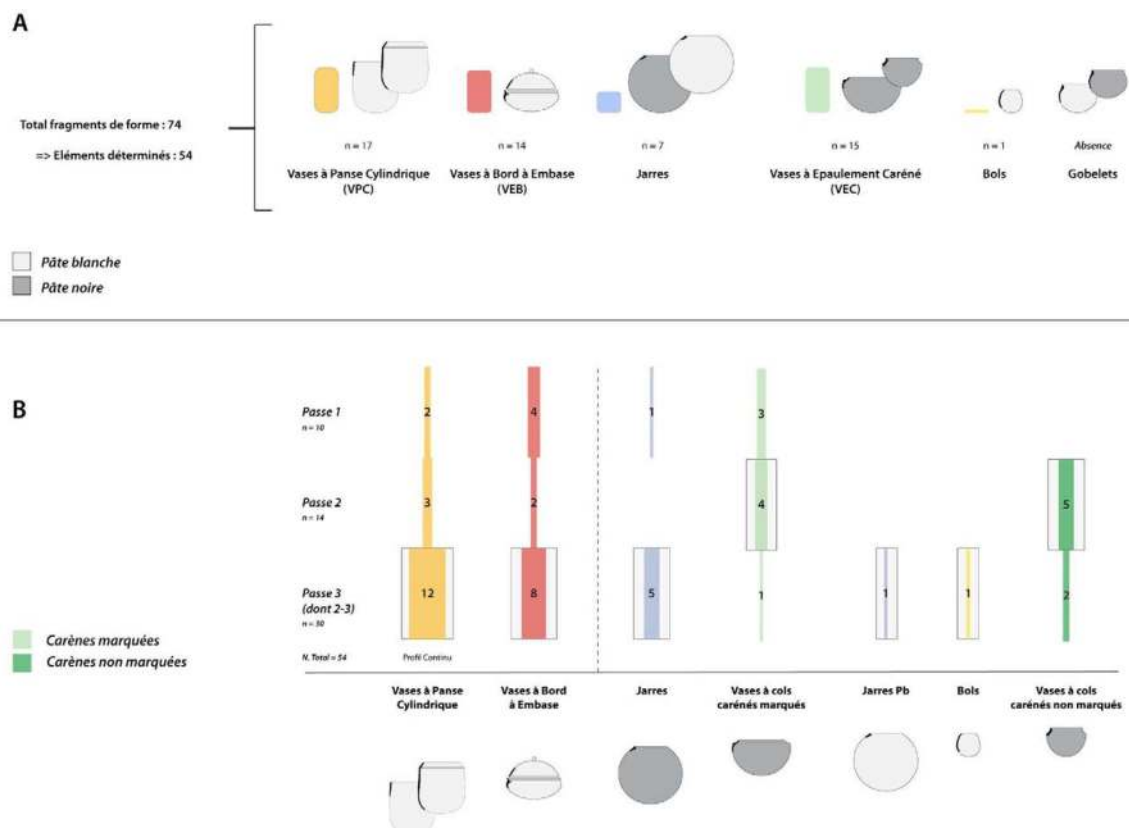 A
Total fragments de forme : 74
=> Eléments déterminés : 54
n = 17
Vases à Panse Cylindrique
(VPC)
n = 14
Vases à Bord à Embase
(VEB)
n = 7
Jarres
n = 15
Vases à Epaulement Caréné
(VEC)
n = 1
Bols
Absence
Gobelets
Pâte blanche
Pâte noire
B
Passe 1
n = 10
2
4
1
3
Passe 2
n = 14
3
2
4
5
Passe 3
(dont 2-3)
n = 30
12
8
5
1
1
1
2
Carènes marquées
Carènes non marquées
N. Total = 54
Profil Continu
Vases à Panse
Cylindrique
Vases à Bord
à Embase
Jarres
Vases à cols
carénés marqués
Jarres Pb
Bols
Vases à cols
carénés non marqués